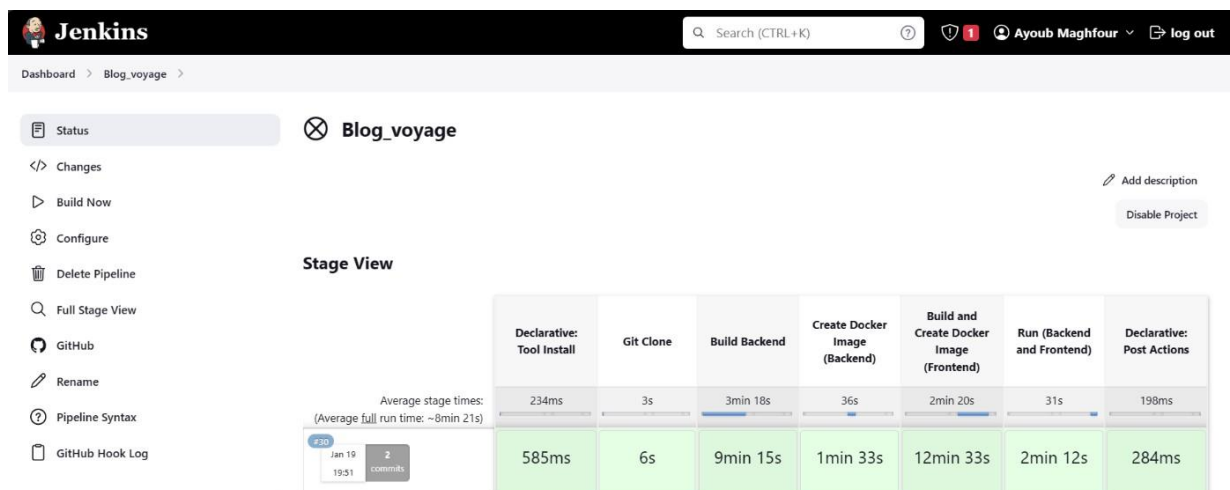 Jenkins
Search (CTRL+K)
1
Ayoub Maghfour
log out
Dashboard > Blog_voyage >
Status
Changes
Build Now
Configure
Delete Pipeline
Full Stage View
GitHub
Rename
Pipeline Syntax
GitHub Hook Log
Blog_voyage
Add description
Disable Project
Stage View
Declarative:
Tool Install
Git Clone
Build Backend
Create Docker
Image
(Backend)
Build and
Create Docker
Image
(Frontend)
Run (Backend
and Frontend)
Declarative:
Post Actions
Average stage times:
(Average full run time: ~8min 21s)
234ms
3s
3min 18s
36s
2min 20s
31s
198ms
#30
Jan 19
19:51
2
commits
585ms
6s
9min 15s
1min 33s
12min 33s
2min 12s
284ms